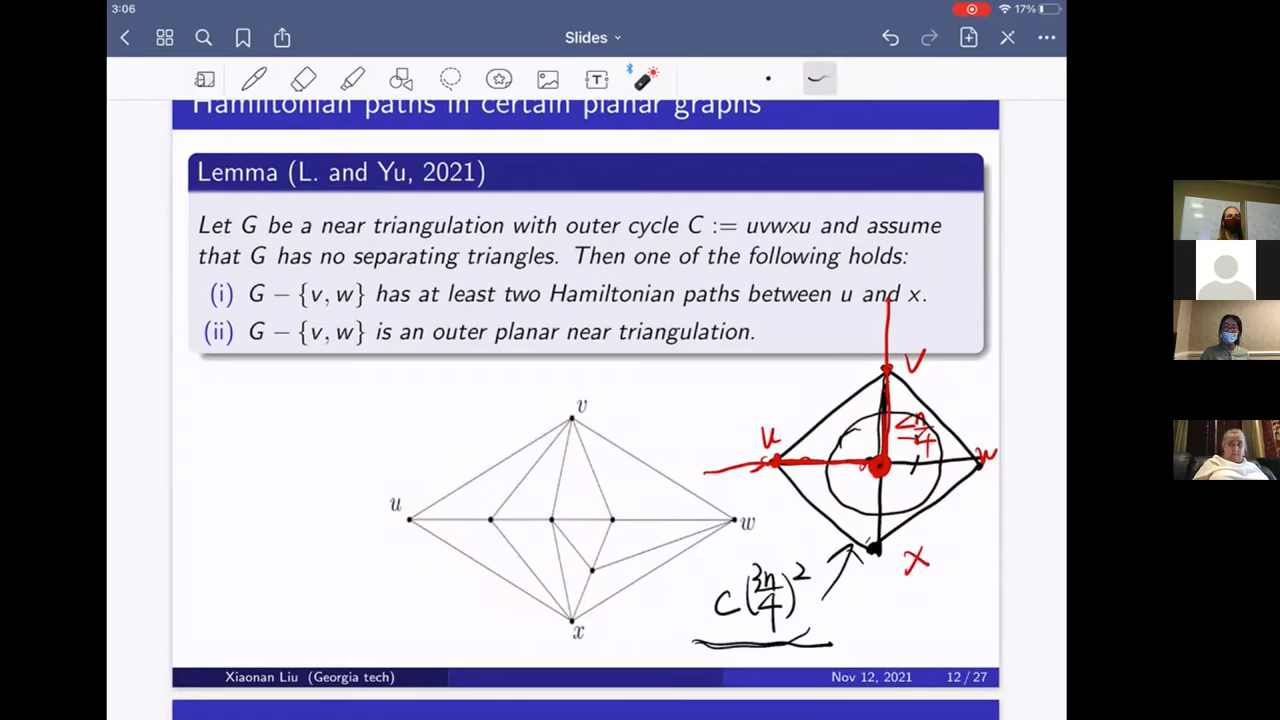 3:06
17%
Slides
Hamiltonian paths in certain planar graphs
Lemma (L. and Yu, 2021)
Let G be a near triangulation with outer cycle C := uvwxu and assume
that G has no separating triangles. Then one of the following holds:
(i) G − {v, w} has at least two Hamiltonian paths between u and x.
(ii) G − {v, w} is an outer planar near triangulation.
v
u
w
x
V
u
≤ n/4
w
X
C(3n/4)²
Xiaonan Liu (Georgia tech)
Nov 12, 2021
12 / 27